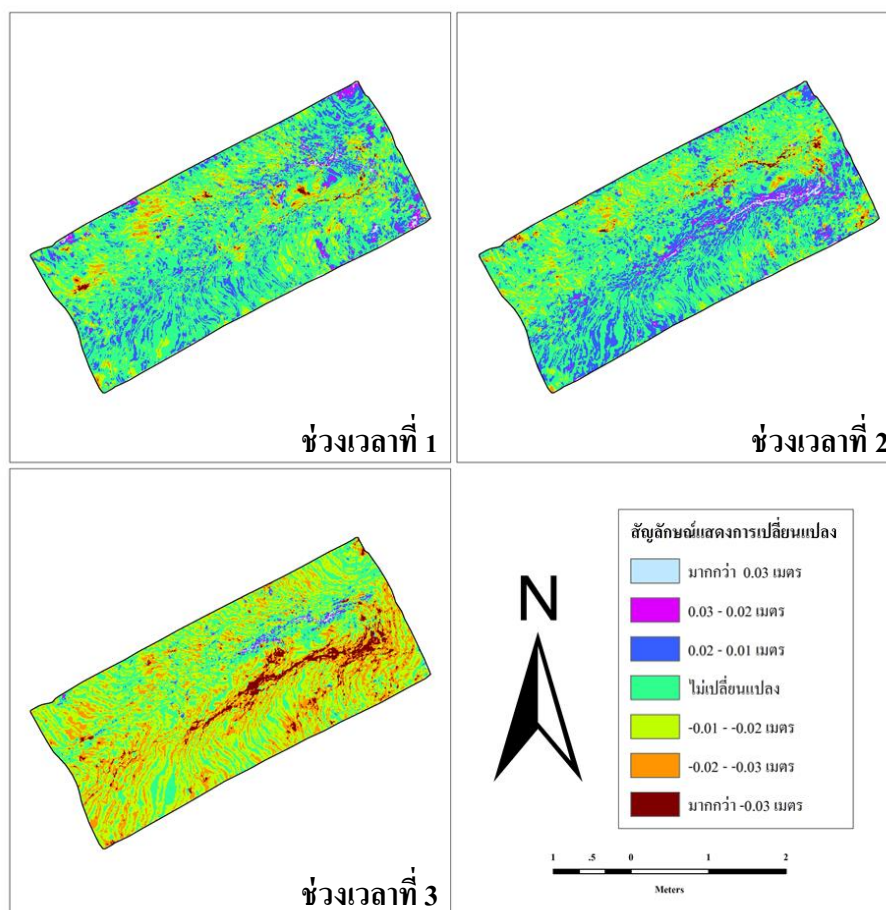 ช่วงเวลาที่ 1
ช่วงเวลาที่ 2
ช่วงเวลาที่ 3
N
สัญลักษณ์แสดงการเปลี่ยนแปลง
มากกว่า 0.03 เมตร
0.03 - 0.02 เมตร
0.02 - 0.01 เมตร
ไม่เปลี่ยนแปลง
-0.01 - -0.02 เมตร
-0.02 - -0.03 เมตร
มากกว่า -0.03 เมตร
1 .5 0 1 2
Meters